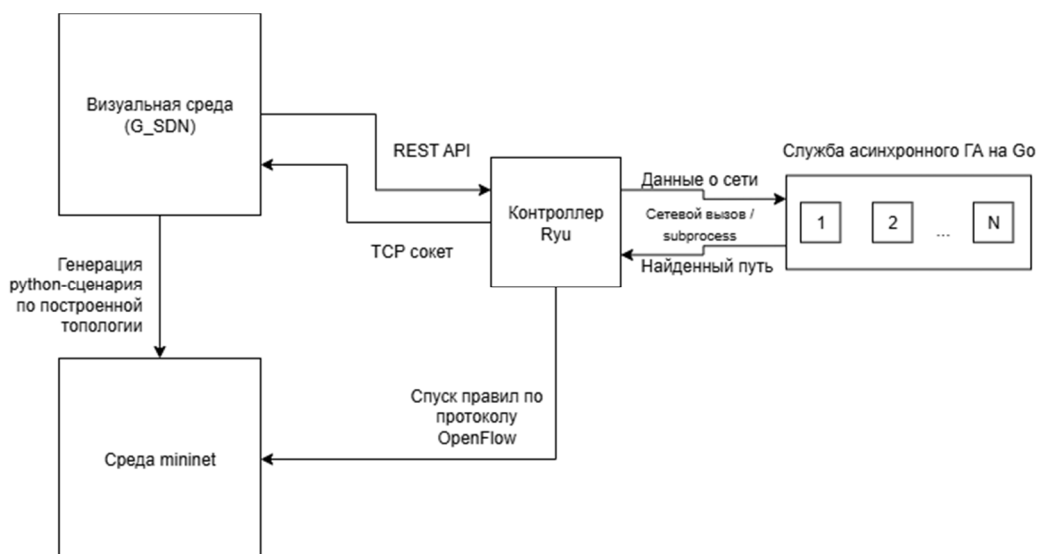 Визуальная среда
(G_SDN)
REST API
TCP сокет
Контроллер
Ryu
Данные о сети
Сетевой вызов /
subprocess
Найденный путь
Служба асинхронного ГА на Go
1
2
...
N
Генерация
python-сценария
по построенной
топологии
Спуск правил по
протоколу
OpenFlow
Среда mininet